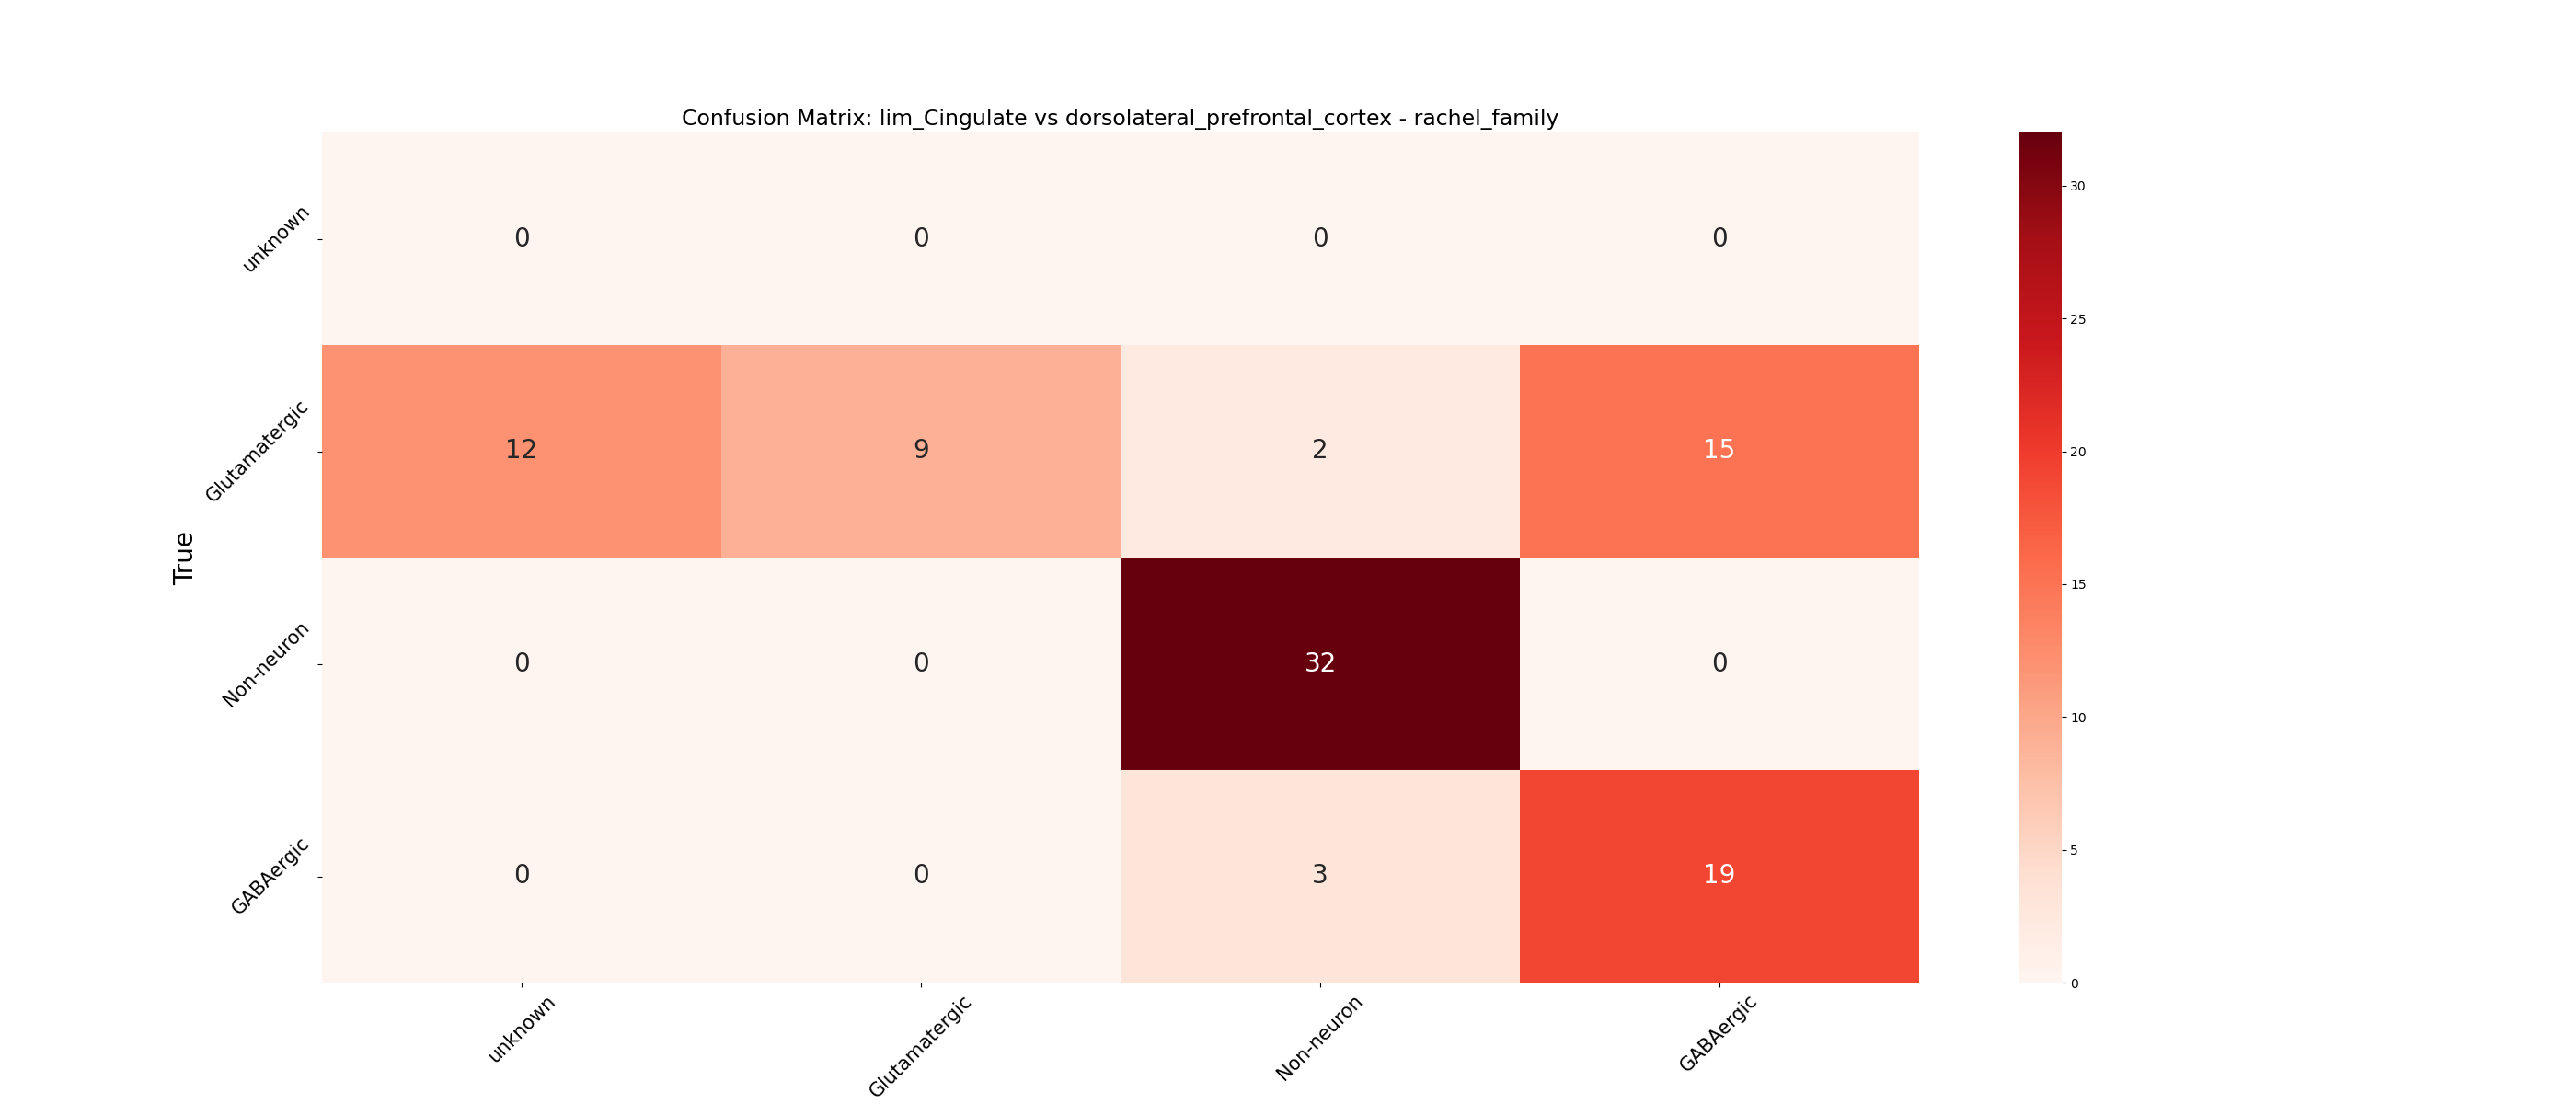 Confusion Matrix: lim_Cingulate vs dorsolateral_prefrontal_cortex - rachel_family
unknown
0 0 0 0
Glutamatergic
12 9 2 15
True
Non-neuron
0 0 32 0
GABAergic
0 0 3 19
unknown
Glutamatergic
Non-neuron
GABAergic
30
25
20
15
10
5
0